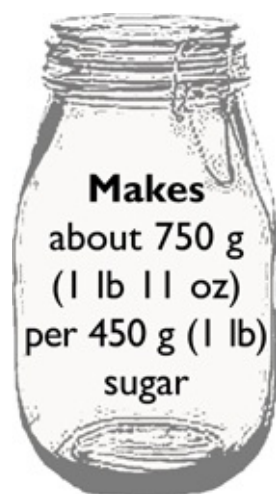 Makes
about 750 g
(1 lb 11 oz)
per 450 g (1 lb)
sugar